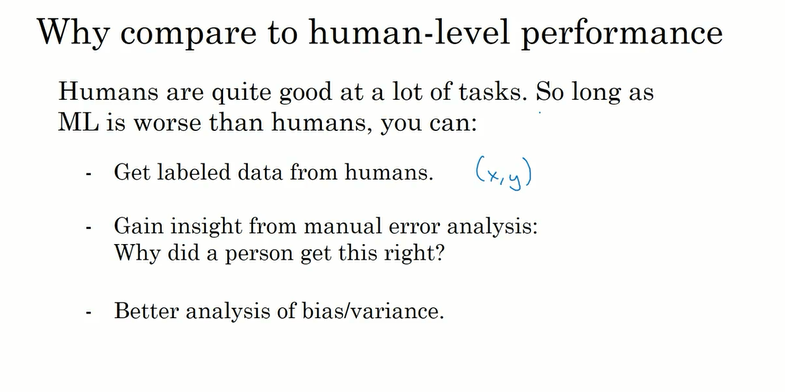 Why compare to human-level performance
Humans are quite good at a lot of tasks. So long as
ML is worse than humans, you can:
- Get labeled data from humans. (x,y)
- Gain insight from manual error analysis:
Why did a person get this right?
- Better analysis of bias/variance.